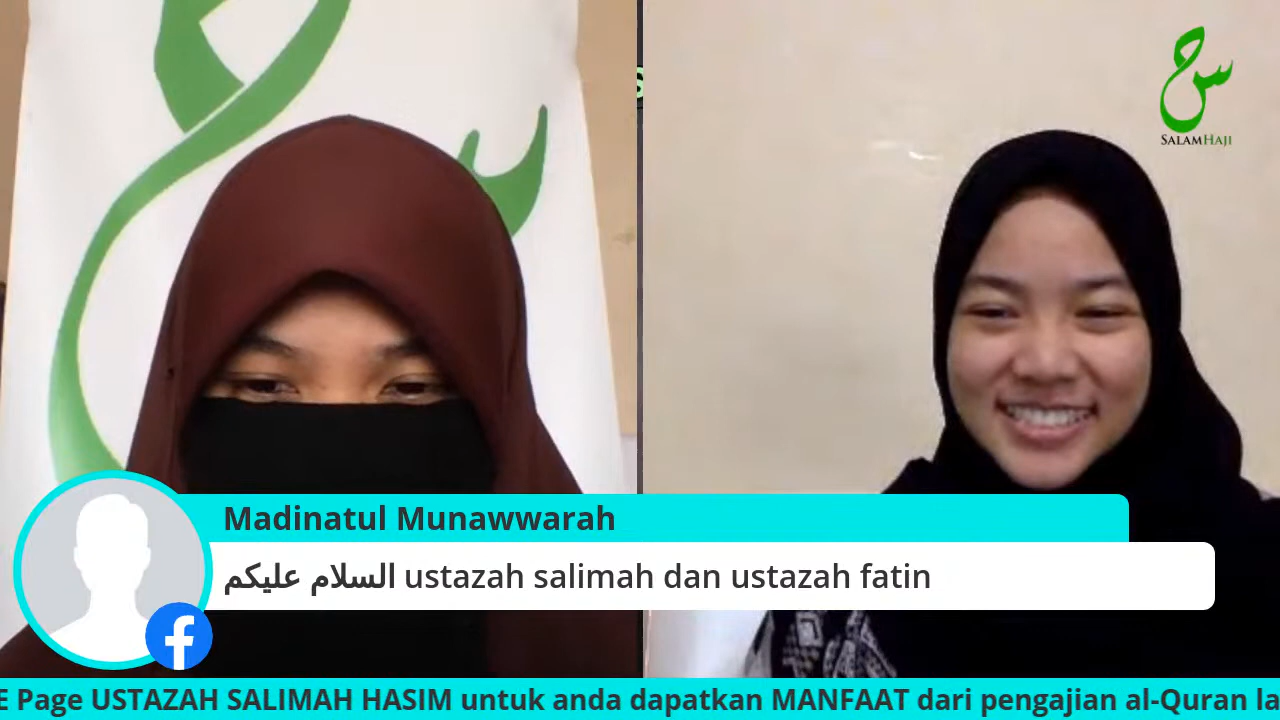 سح
SALAMHAJI
Madinatul Munawwarah
السلام عليكم ustazah salimah dan ustazah fatin
E Page USTAZAH SALIMAH HASIM untuk anda dapatkan MANFAAT dari pengajian al-Quran la